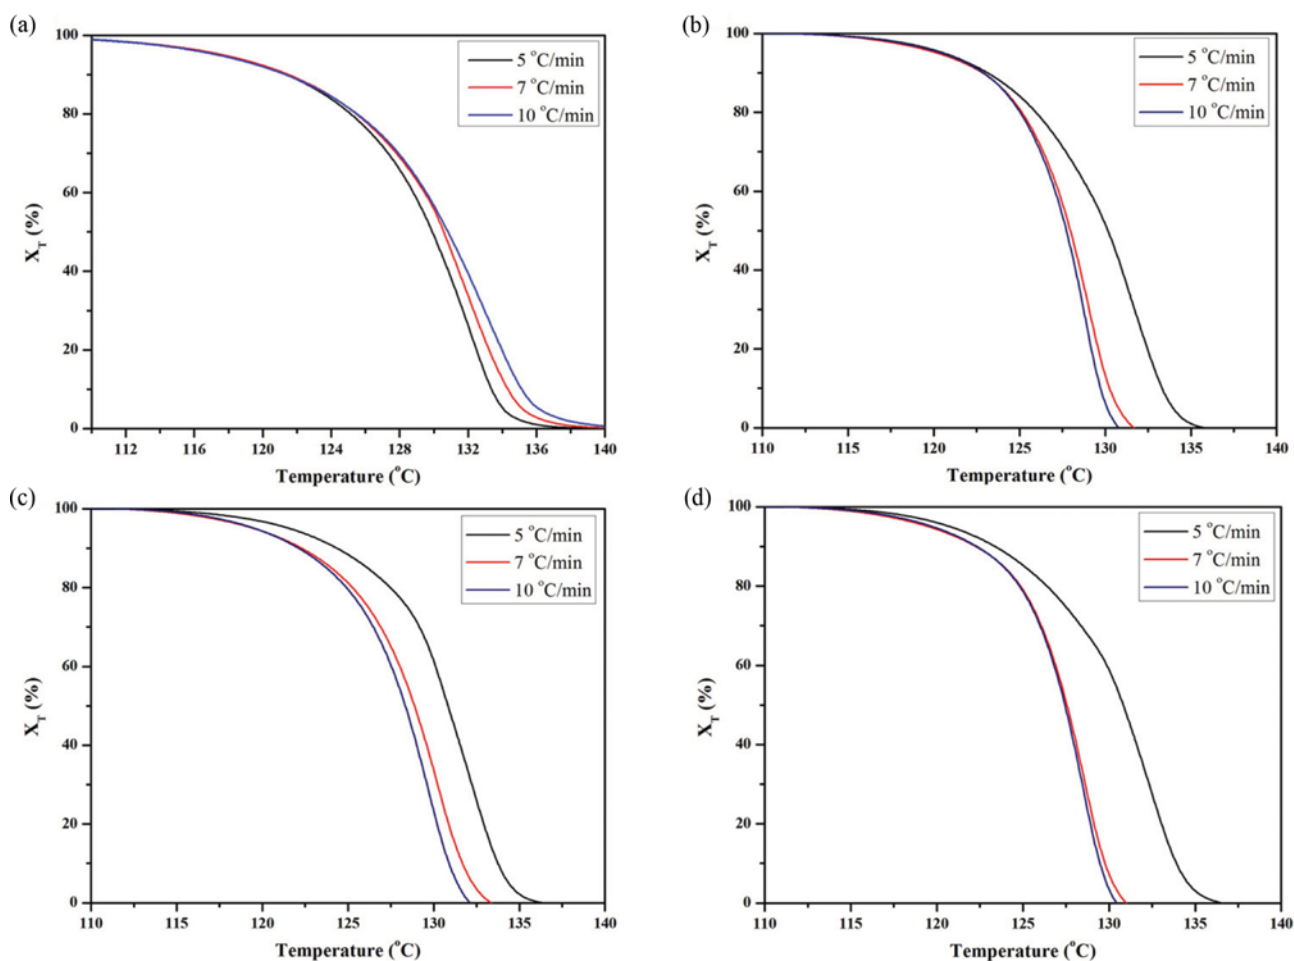 (a)
100
80
60
40
20
0
X_T (%)
5 °C/min
7 °C/min
10 °C/min
112 116 120 124 128 132 136 140
Temperature (°C)
(b)
100
80
60
40
20
0
X_T (%)
5 °C/min
7 °C/min
10 °C/min
110 115 120 125 130 135 140
Temperature (°C)
(c)
100
80
60
40
20
0
X_T (%)
5 °C/min
7 °C/min
10 °C/min
110 115 120 125 130 135 140
Temperature (°C)
(d)
100
80
60
40
20
0
X_T (%)
5 °C/min
7 °C/min
10 °C/min
110 115 120 125 130 135 140
Temperature (°C)